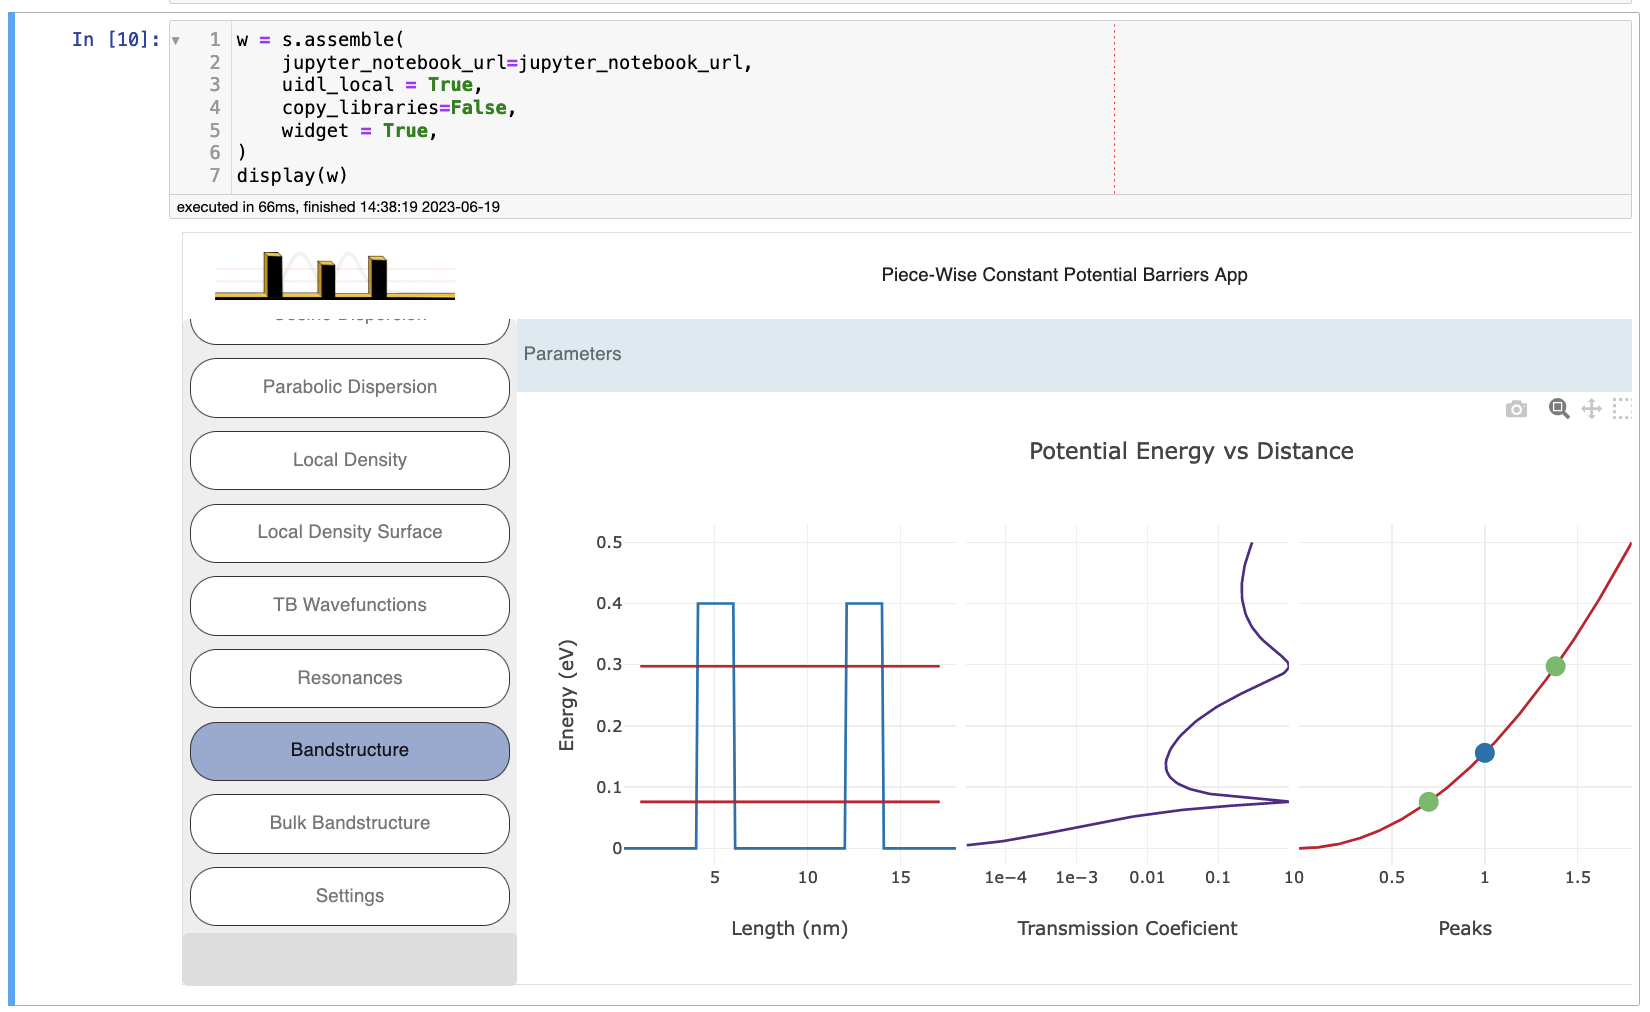 In [10]:
1 w = s.assemble(
2 jupyter_notebook_url=jupyter_notebook_url,
3 uidl_local = True,
4 copy_libraries=False,
5 widget = True,
6 )
7 display(w)
executed in 66ms, finished 14:38:19 2023-06-19
Piece-Wise Constant Potential Barriers App
Parameters
Parabolic Dispersion
Local Density
Local Density Surface
TB Wavefunctions
Resonances
Bandstructure
Bulk Bandstructure
Settings
Potential Energy vs Distance
Energy (eV)
0.5
0.4
0.3
0.2
0.1
0
5 10 15
Length (nm)
1e−4 1e−3 0.01 0.1 1
Transmission Coeficient
0 0.5 1 1.5
Peaks